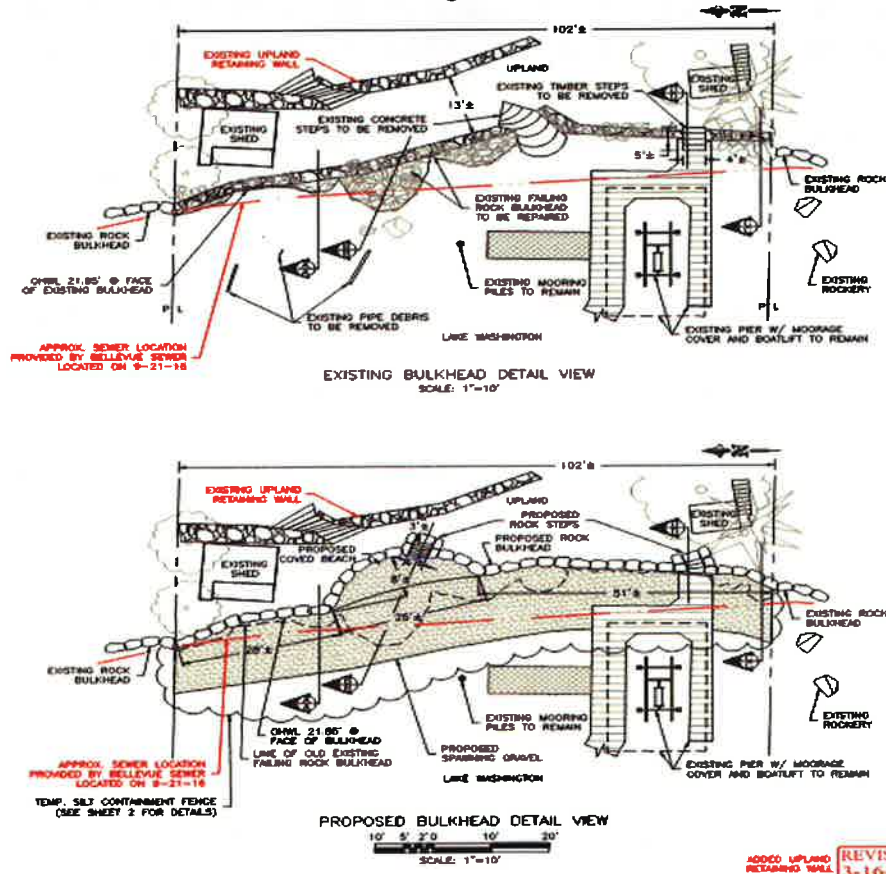 102'±
EXISTING UPLAND
RETAINING WALL
UPLAND
EXISTING TIMBER STEPS
TO BE REMOVED
EXISTING
SHED
13'±
EXISTING CONCRETE
STEPS TO BE REMOVED
EXISTING
SHED
5'±
4'±
EXISTING ROCK
BULKHEAD
EXISTING FAILING
ROCK BULKHEAD
TO BE REPAIRED
EXISTING ROCK
BULKHEAD
OHWL 21.85' @ FACE
OF EXISTING BULKHEAD
EXISTING MOORING
PILES TO REMAIN
EXISTING
ROCKERY
P L
P L
EXISTING PIPE DEBRIS
TO BE REMOVED
LAKE WASHINGTON
EXISTING PIER W/ MOORAGE
COVER AND BOATLIFT TO REMAIN
APPROX. SEWER LOCATION
PROVIDED BY BELLEVUE SEWER
LOCATED ON 9-21-16
EXISTING BULKHEAD DETAIL VIEW
SCALE: 1"=10'
102'±
EXISTING UPLAND
RETAINING WALL
UPLAND
PROPOSED
ROCK STEPS
EXISTING
SHED
3'±
PROPOSED
COVED BEACH
PROPOSED ROCK
BULKHEAD
EXISTING
SHED
8'±
51'±
EXISTING ROCK
BULKHEAD
EXISTING ROCK
BULKHEAD
OHWL 21.85' @
FACE OF BULKHEAD
EXISTING MOORING
PILES TO REMAIN
EXISTING
ROCKERY
LINE OF OLD EXISTING
FAILING ROCK BULKHEAD
PROPOSED
SPAWNING GRAVEL
LAKE WASHINGTON
EXISTING PIER W/ MOORAGE
COVER AND BOATLIFT TO REMAIN
APPROX. SEWER LOCATION
PROVIDED BY BELLEVUE SEWER
LOCATED ON 9-21-16
TEMP. SILT CONTAINMENT FENCE
(SEE SHEET 2 FOR DETAILS)
PROPOSED BULKHEAD DETAIL VIEW
10' 5' 2' 0 10' 20'
SCALE: 1"=10'
ADDED UPLAND
RETAINING WALL
REVIS
3-16-